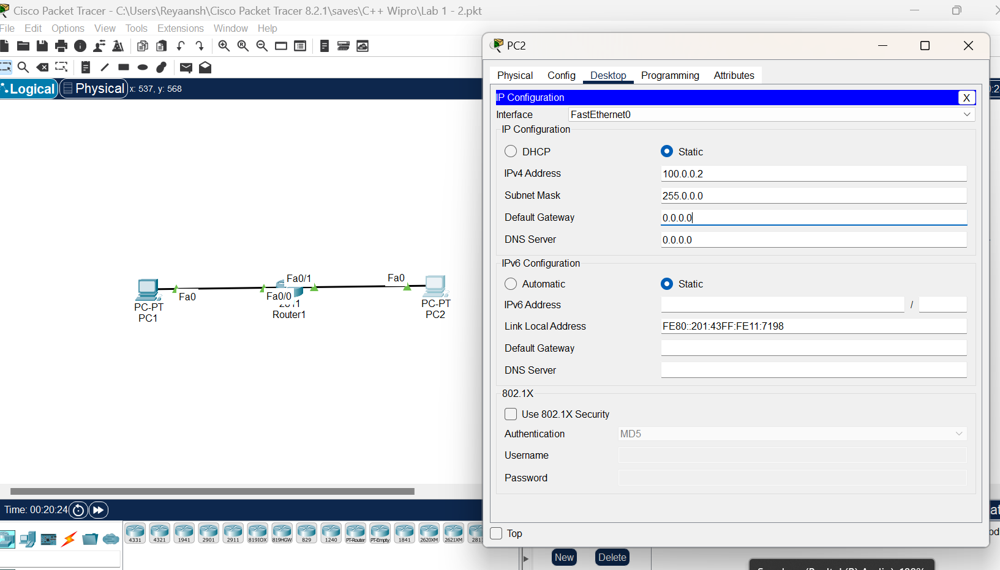 Cisco Packet Tracer - C:\Users\Reyaansh\Cisco Packet Tracer 8.2.1\saves\C++ Wipro\Lab 1 - 2.pkt
File Edit Options View Tools Extensions Window Help
Logical Physical x: 537, y: 568
PC2
Physical Config Desktop Programming Attributes
IP Configuration X
Interface FastEthernet0
IP Configuration
DHCP Static
IPv4 Address 100.0.0.2
Subnet Mask 255.0.0.0
Default Gateway 0.0.0.0
DNS Server 0.0.0.0
IPv6 Configuration
Automatic Static
IPv6 Address /
Link Local Address FE80::201:43FF:FE11:7198
Default Gateway
DNS Server
802.1X
Use 802.1X Security
Authentication MD5
Username
Password
Top
Fa0/1 Fa0
Fa0 Fa0/0
PC-PT
PC1
Router1
PC-PT
PC2
Time: 00:20:24
4331 4321 1941 2901 2911 819IOX 819HGW 829 1240 PT-Router PT-Empty 1841 2620XM 2621XM 281
New Delete